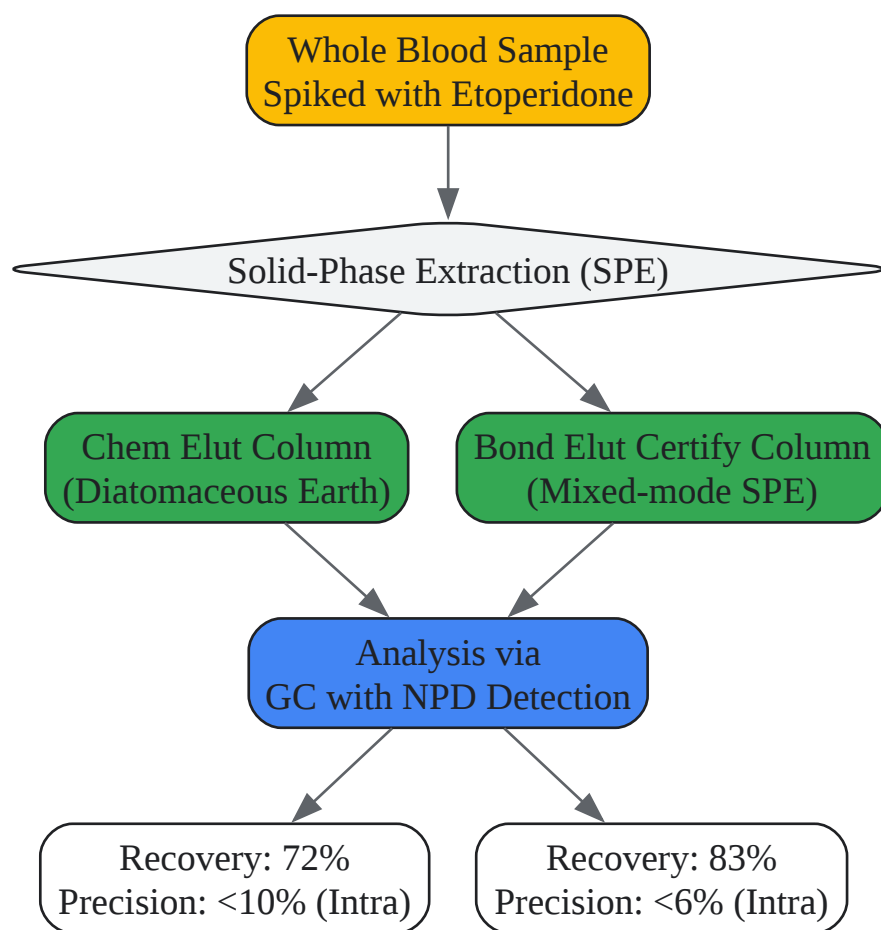 Whole Blood Sample
Spiked with Etoperidone
Solid-Phase Extraction (SPE)
Chem Elut Column
(Diatomaceous Earth)
Bond Elut Certify Column
(Mixed-mode SPE)
Analysis via
GC with NPD Detection
Recovery: 72%
Precision: <10% (Intra)
Recovery: 83%
Precision: <6% (Intra)